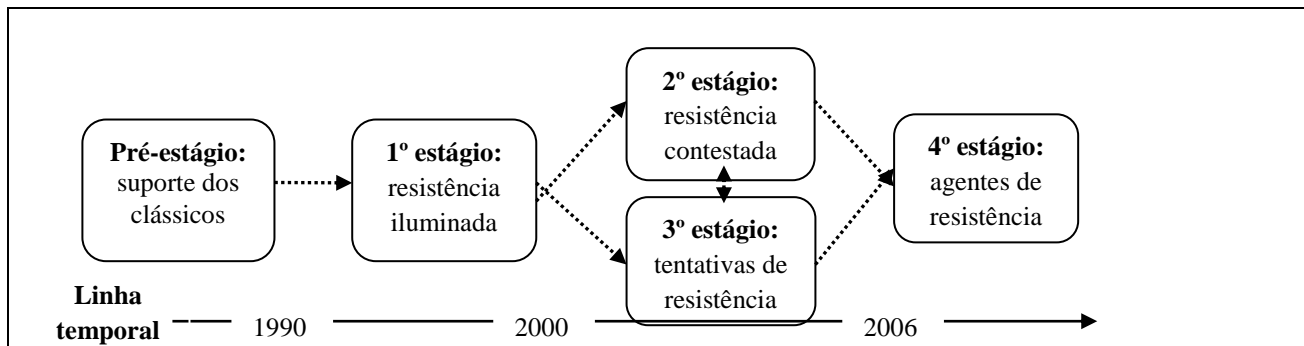 Pré-estágio:
suporte dos
clássicos
1º estágio:
resistência
iluminada
2º estágio:
resistência
contestada
3º estágio:
tentativas de
resistência
4º estágio:
agentes de
resistência
Linha
temporal
1990
2000
2006